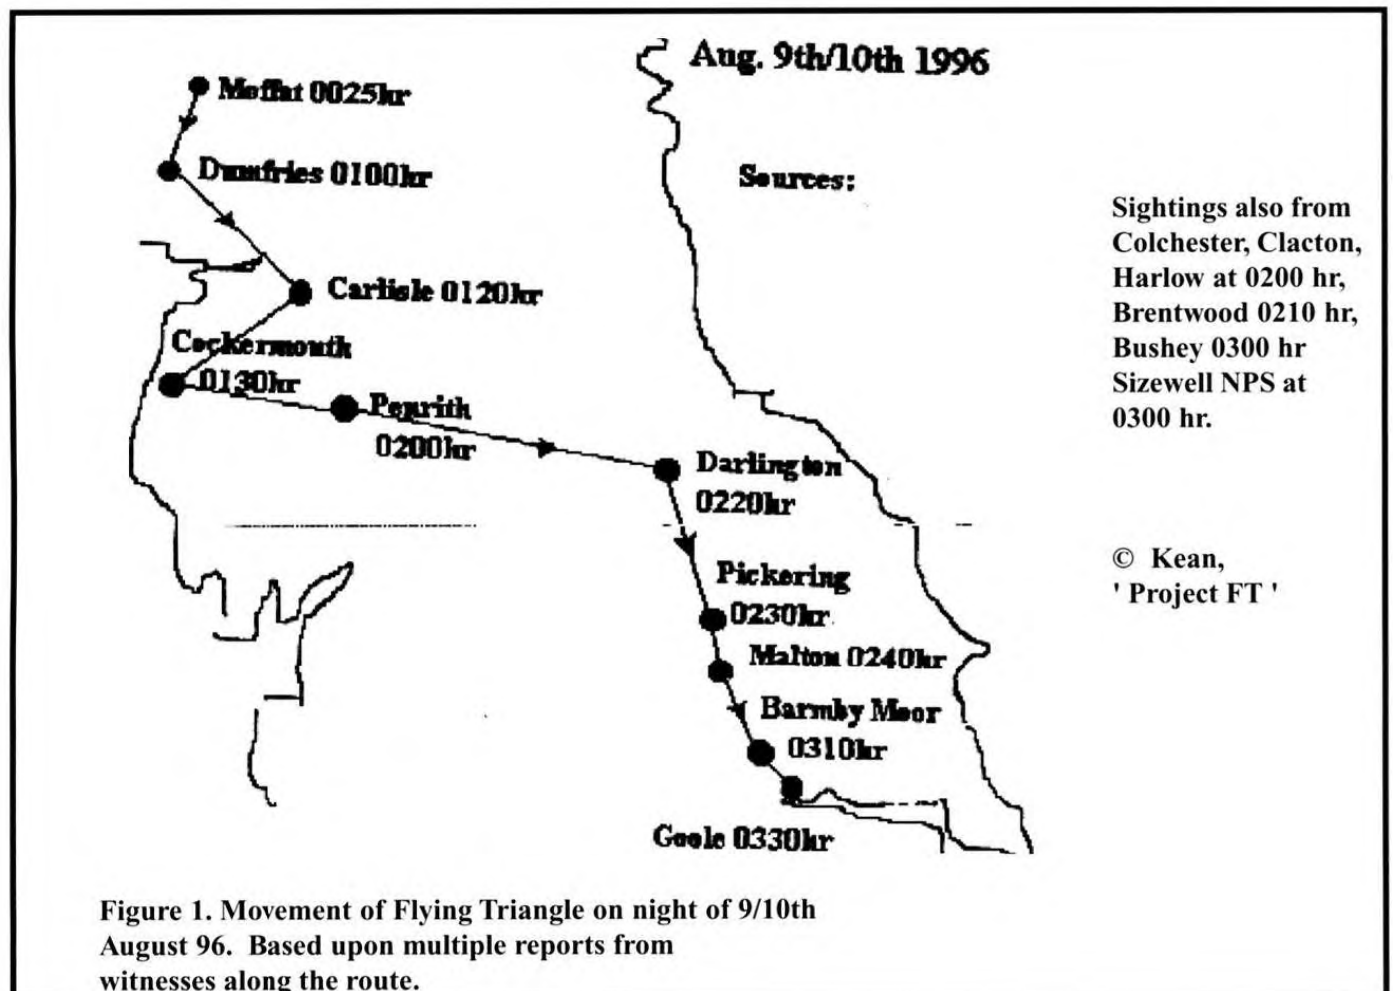 Aug. 9th/10th 1996
Moffat 0025hr
Dumfries 0100hr
Sources:
Carlisle 0120hr
Cockermouth
0130hr
Penrith
0200hr
Darlington
0220hr
Pickering
0230hr
Malton 0240hr
Barmby Moor
0310hr
Goole 0330hr
Sightings also from
Colchester, Clacton,
Harlow at 0200 hr,
Brentwood 0210 hr,
Bushey 0300 hr
Sizewell NPS at
0300 hr.
© Kean,
' Project FT '
Figure 1. Movement of Flying Triangle on night of 9/10th
August 96. Based upon multiple reports from
witnesses along the route.